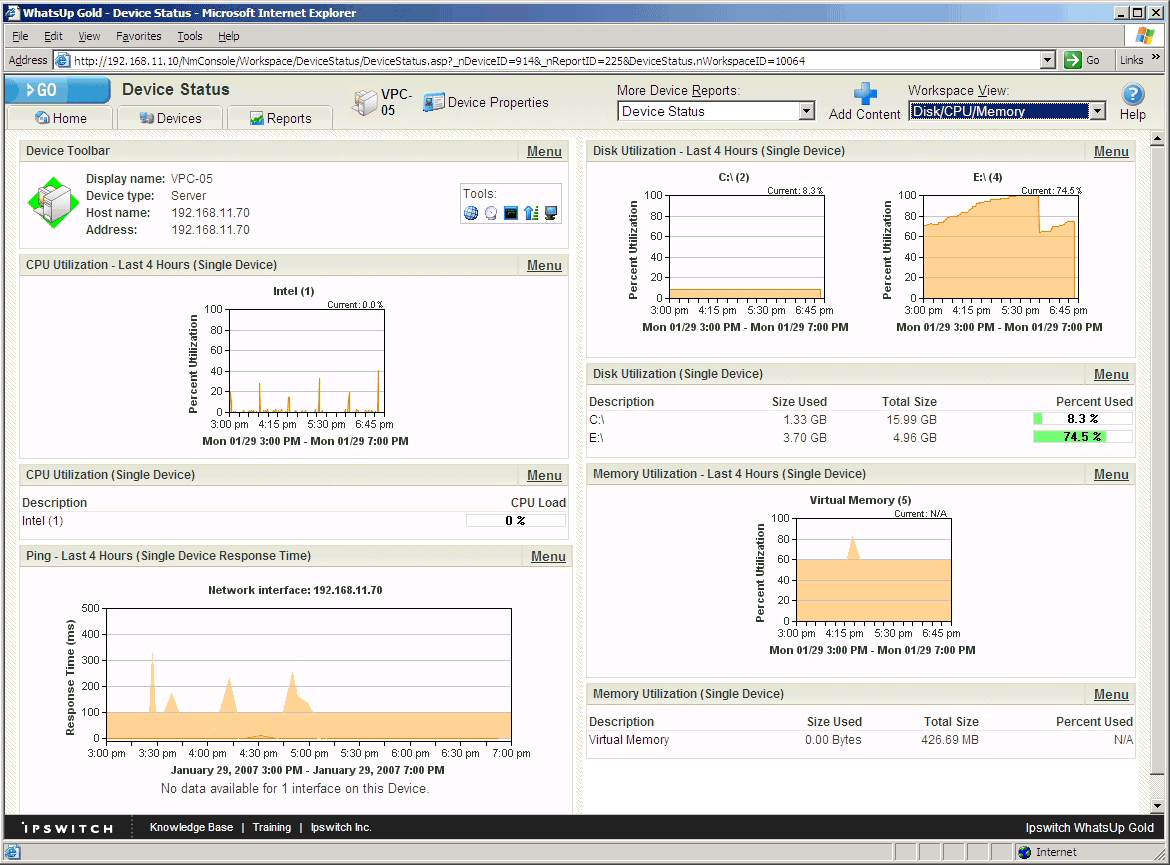 WhatsUp Gold - Device Status - Microsoft Internet Explorer
File Edit View Favorites Tools Help
Address http://192.168.11.10/NmConsole/Workspace/DeviceStatus/DeviceStatus.asp?_nDeviceID=914&_nReportID=225&DeviceStatus.nWorkspaceID=10064 Go Links »
GO Device Status
Home Devices Reports
VPC-05
Device Properties
More Device Reports:
Device Status
Add Content
Workspace View:
Disk/CPU/Memory
Help
Device Toolbar Menu
Display name: VPC-05
Device type: Server
Host name: 192.168.11.70
Address: 192.168.11.70
Tools:
CPU Utilization - Last 4 Hours (Single Device) Menu
Intel (1)
Current: 0.0%
Percent Utilization
100
80
60
40
20
0
3:00 pm 4:15 pm 5:30 pm 6:45 pm
Mon 01/29 3:00 PM - Mon 01/29 7:00 PM
CPU Utilization (Single Device) Menu
Description CPU Load
Intel (1) 0 %
Ping - Last 4 Hours (Single Device Response Time) Menu
Network interface: 192.168.11.70
Response Time (ms)
500
400
300
200
100
0
3:00 pm 3:30 pm 4:00 pm 4:30 pm 5:00 pm 5:30 pm 6:00 pm 6:30 pm 7:00 pm
January 29, 2007 3:00 PM - January 29, 2007 7:00 PM
No data available for 1 interface on this Device.
Disk Utilization - Last 4 Hours (Single Device) Menu
C:\ (2)
Current: 8.3%
Percent Utilization
100
80
60
40
20
0
3:00 pm 4:15 pm 5:30 pm 6:45 pm
Mon 01/29 3:00 PM - Mon 01/29 7:00 PM
E:\ (4)
Current: 74.5%
Percent Utilization
100
80
60
40
20
0
3:00 pm 4:15 pm 5:30 pm 6:45 pm
Mon 01/29 3:00 PM - Mon 01/29 7:00 PM
Disk Utilization (Single Device) Menu
Description Size Used Total Size Percent Used
C:\ 1.33 GB 15.99 GB 8.3 %
E:\ 3.70 GB 4.96 GB 74.5 %
Memory Utilization - Last 4 Hours (Single Device) Menu
Virtual Memory (5)
Current: N/A
Percent Utilization
100
80
60
40
20
0
3:00 pm 4:15 pm 5:30 pm 6:45 pm
Mon 01/29 3:00 PM - Mon 01/29 7:00 PM
Memory Utilization (Single Device) Menu
Description Size Used Total Size Percent Used
Virtual Memory 0.00 Bytes 426.69 MB N/A
IPSWITCH Knowledge Base | Training | Ipswitch Inc. Ipswitch WhatsUp Gold
Internet